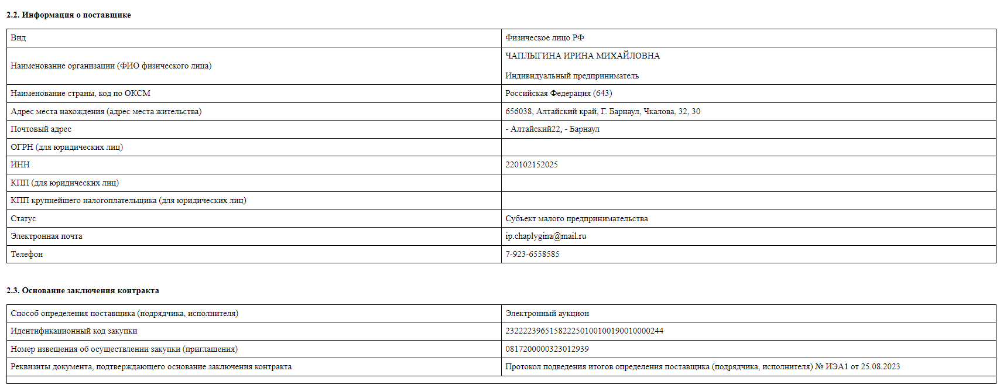 2.2. Информация о поставщике
Вид
Физическое лицо РФ
Наименование организации (ФИО физического лица)
ЧАПЛЫГИНА ИРИНА МИХАЙЛОВНА
Индивидуальный предприниматель
Наименование страны, код по ОКСМ
Российская Федерация (643)
Адрес места нахождения (адрес места жительства)
656038, Алтайский край, Г. Барнаул, Чкалова, 32, 30
Почтовый адрес
- Алтайский22, - Барнаул
ОГРН (для юридических лиц)
ИНН
220102152025
КПП (для юридических лиц)
КПП крупнейшего налогоплательщика (для юридических лиц)
Статус
Субъект малого предпринимательства
Электронная почта
ip.chaplygina@mail.ru
Телефон
7-923-6558585
2.3. Основание заключения контракта
Способ определения поставщика (подрядчика, исполнителя)
Электронный аукцион
Идентификационный код закупки
232222396515822250100100190010000244
Номер извещения об осуществлении закупки (приглашения)
0817200000323012939
Реквизиты документа, подтверждающего основание заключения контракта
Протокол подведения итогов определения поставщика (подрядчика, исполнителя) № ИЭА1 от 25.08.2023